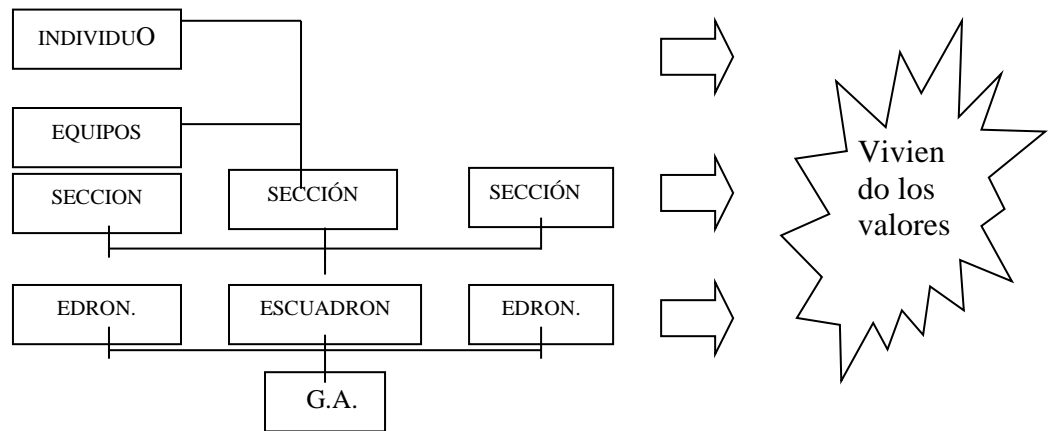 INDIVIDUO
EQUIPOS
SECCION
SECCIÓN
SECCIÓN
EDRON.
ESCUADRON
EDRON.
G.A.
Vivien
do los
valores